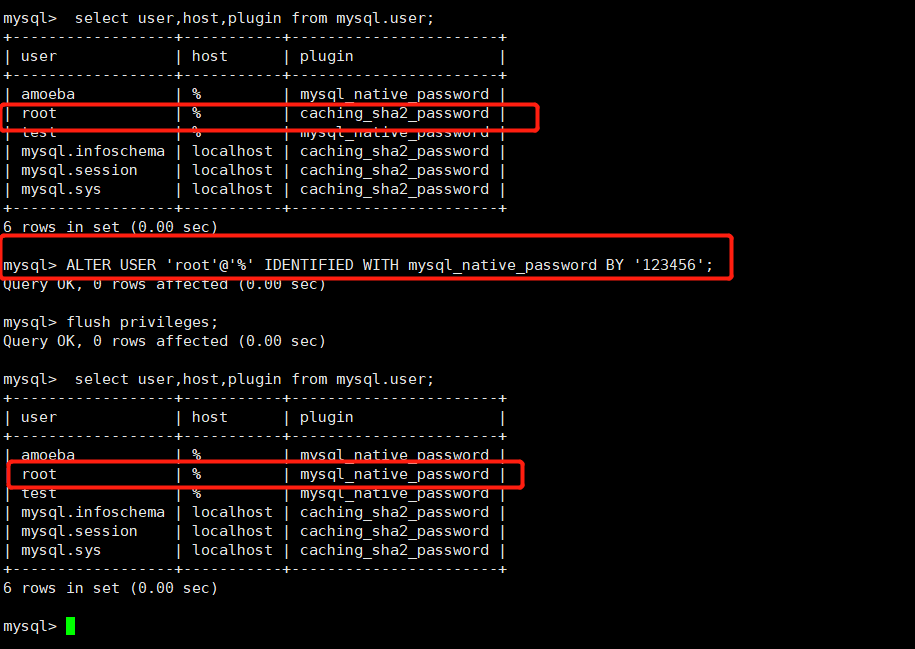 mysql>  select user,host,plugin from mysql.user;
+------------------+-----------+-----------------------+
| user             | host      | plugin                |
+------------------+-----------+-----------------------+
| amoeba           | %         | mysql_native_password |
| root             | %         | caching_sha2_password |
| test             | %         | mysql_native_password |
| mysql.infoschema | localhost | caching_sha2_password |
| mysql.session    | localhost | caching_sha2_password |
| mysql.sys        | localhost | caching_sha2_password |
+------------------+-----------+-----------------------+
6 rows in set (0.00 sec)
mysql> ALTER USER 'root'@'%' IDENTIFIED WITH mysql_native_password BY '123456';
Query OK, 0 rows affected (0.00 sec)
mysql> flush privileges;
Query OK, 0 rows affected (0.00 sec)
mysql>  select user,host,plugin from mysql.user;
+------------------+-----------+-----------------------+
| user             | host      | plugin                |
+------------------+-----------+-----------------------+
| amoeba           | %         | mysql_native_password |
| root             | %         | mysql_native_password |
| test             | %         | mysql_native_password |
| mysql.infoschema | localhost | caching_sha2_password |
| mysql.session    | localhost | caching_sha2_password |
| mysql.sys        | localhost | caching_sha2_password |
+------------------+-----------+-----------------------+
6 rows in set (0.00 sec)
mysql>